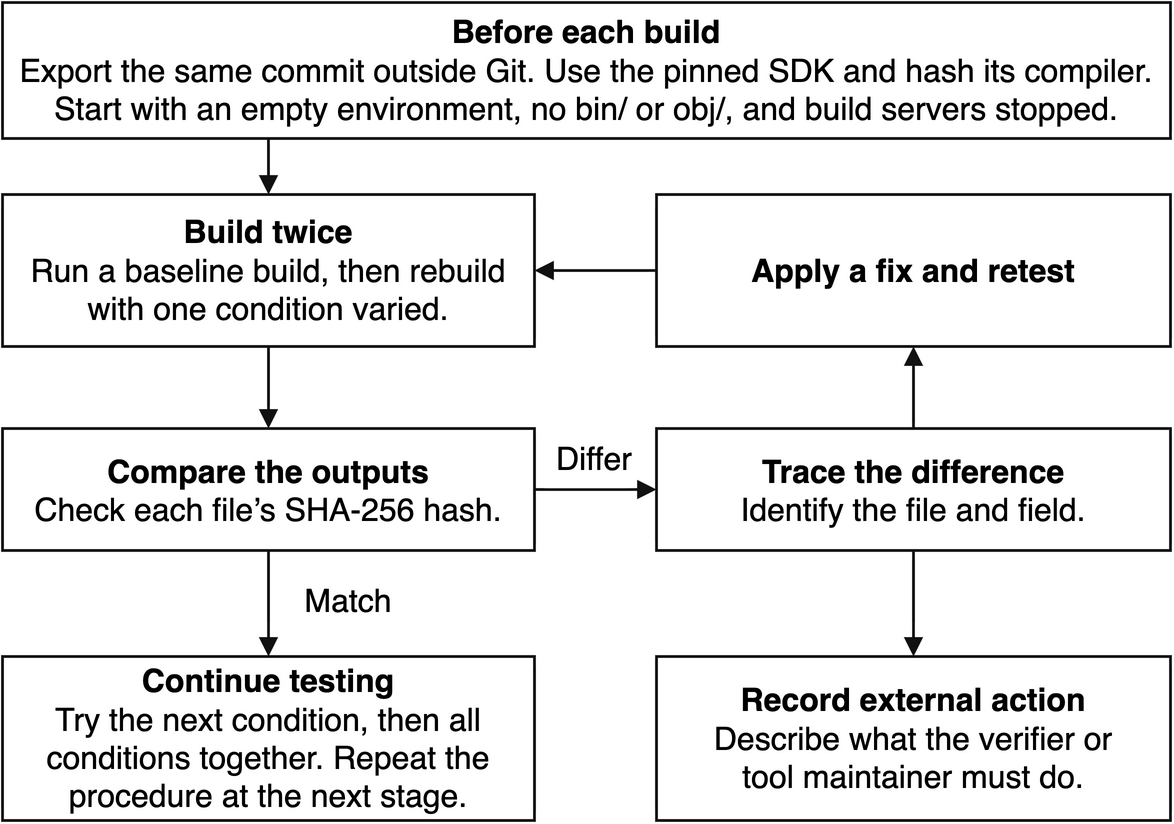 Before each build
Export the same commit outside Git. Use the pinned SDK and hash its compiler.
Start with an empty environment, no bin/ or obj/, and build servers stopped.
Build twice
Run a baseline build, then rebuild
with one condition varied.
Apply a fix and retest
Compare the outputs
Check each file’s SHA-256 hash.
Differ
Trace the difference
Identify the file and field.
Match
Continue testing
Try the next condition, then all
conditions together. Repeat the
procedure at the next stage.
Record external action
Describe what the verifier or
tool maintainer must do.